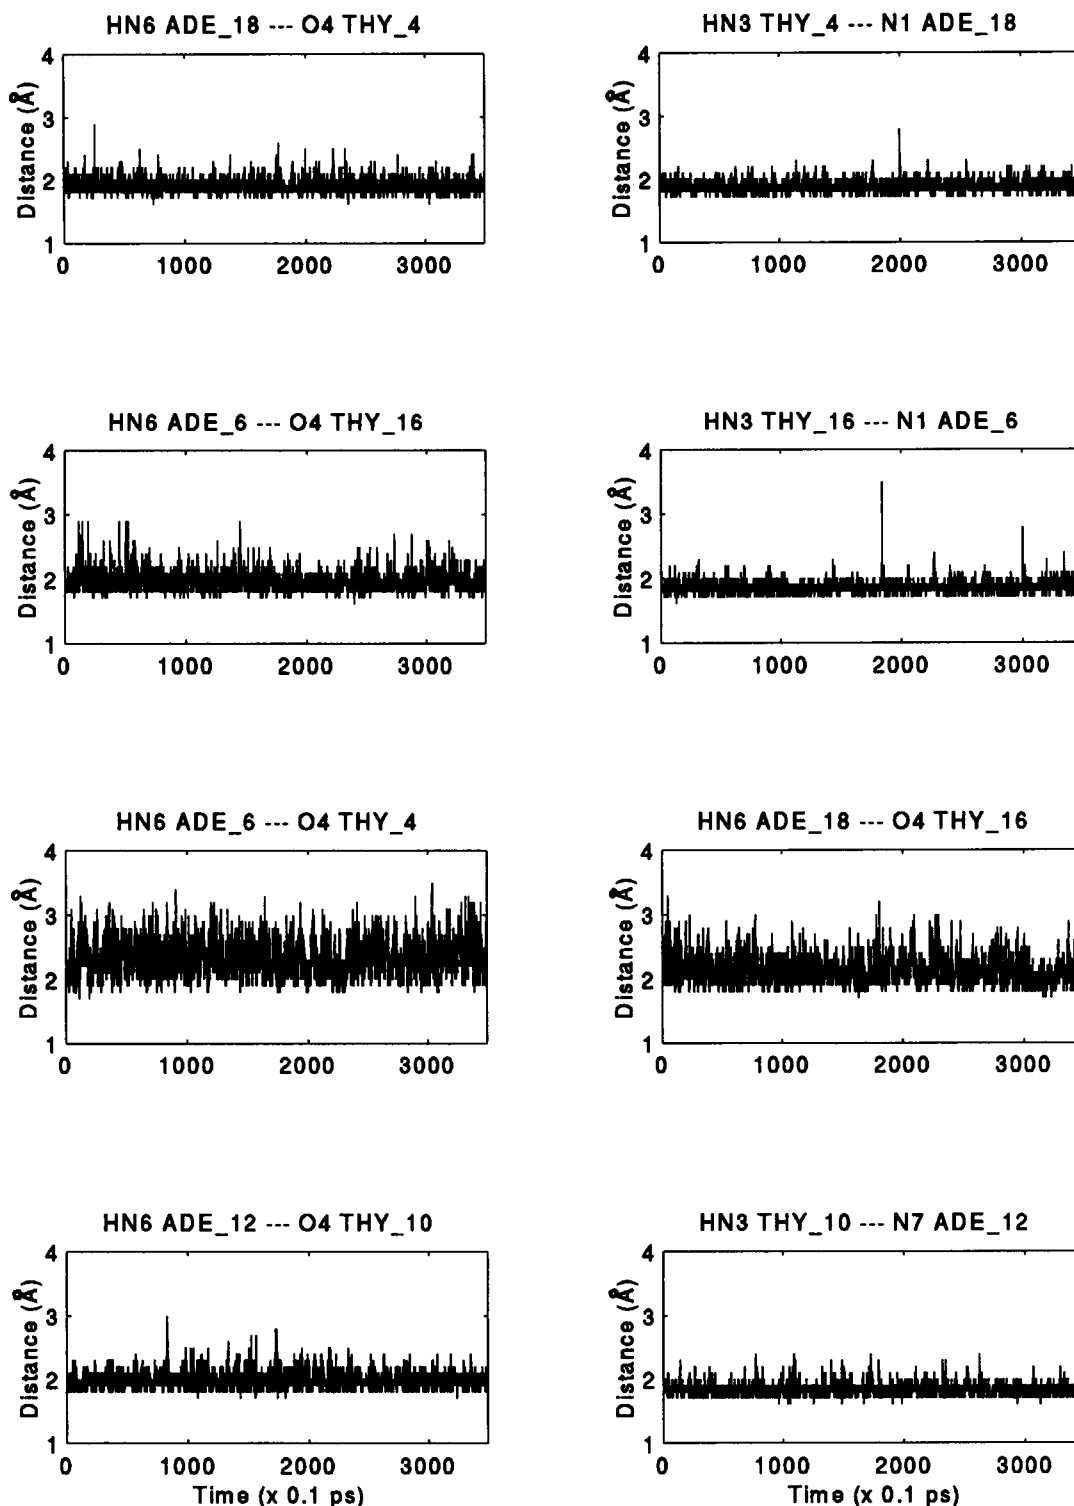 HN6 ADE_18 --- O4 THY_4
HN3 THY_4 --- N1 ADE_18
4
3
2
1
Distance (Å)
0 1000 2000 3000
4
3
2
1
Distance (Å)
0 1000 2000 3000
HN6 ADE_6 --- O4 THY_16
HN3 THY_16 --- N1 ADE_6
4
3
2
1
Distance (Å)
0 1000 2000 3000
4
3
2
1
Distance (Å)
0 1000 2000 3000
HN6 ADE_6 --- O4 THY_4
HN6 ADE_18 --- O4 THY_16
4
3
2
1
Distance (Å)
0 1000 2000 3000
4
3
2
1
Distance (Å)
0 1000 2000 3000
HN6 ADE_12 --- O4 THY_10
HN3 THY_10 --- N7 ADE_12
4
3
2
1
Distance (Å)
0 1000 2000 3000
Time (x 0.1 ps)
4
3
2
1
Distance (Å)
0 1000 2000 3000
Time (x 0.1 ps)